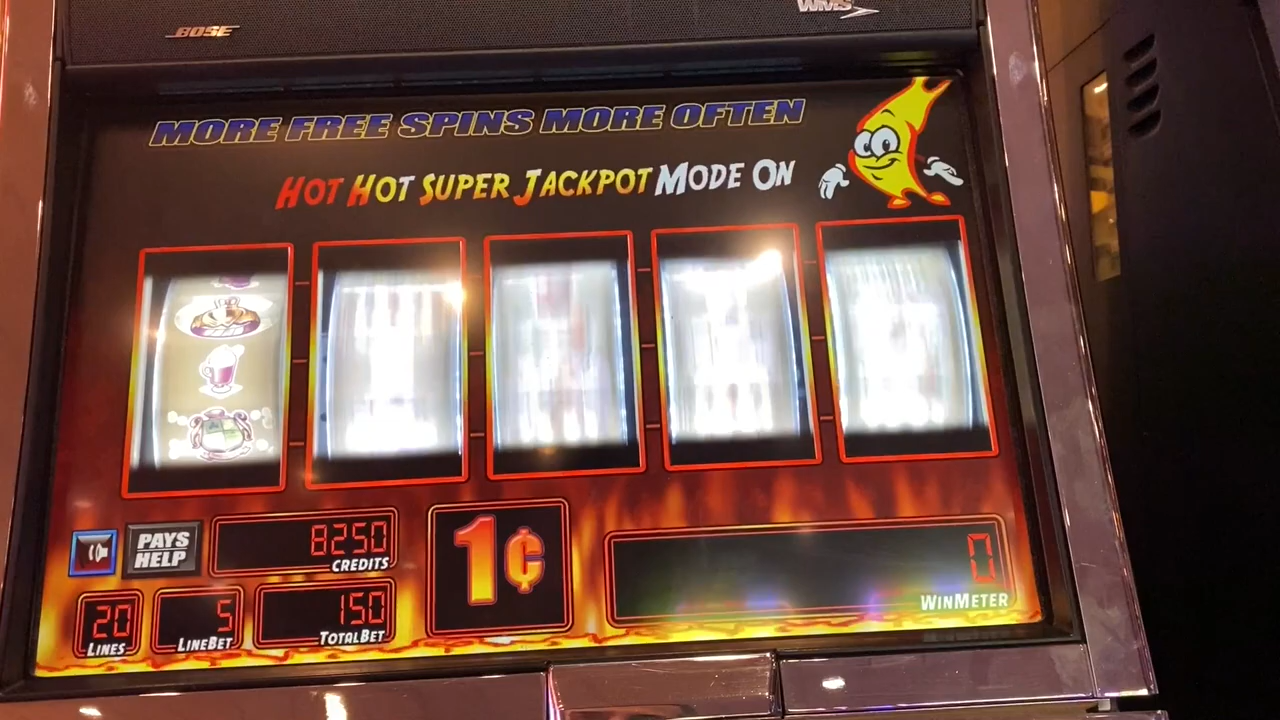 BOSE
WMS
MORE FREE SPINS MORE OFTEN
HOT HOT SUPER JACKPOT MODE ON
PAYS HELP
8250
CREDITS
1¢
0
WINMETER
20
LINES
5
LINEBET
150
TOTALBET